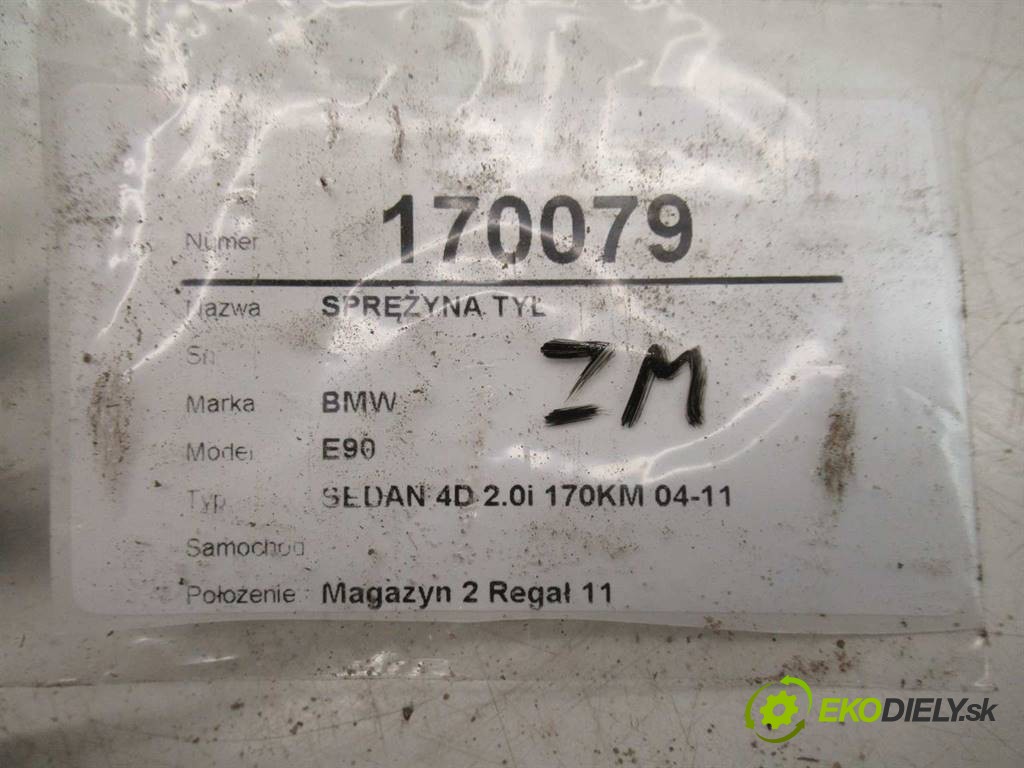 Numer 170079
Nazwa SPRĘŻYNA TYŁ
Sn
ZM
Marka BMW
Model E90
Typ SEDAN 4D 2.0i 170KM 04-11
Samochod
Położenie Magazyn 2 Regał 11
EKODIELY.sk